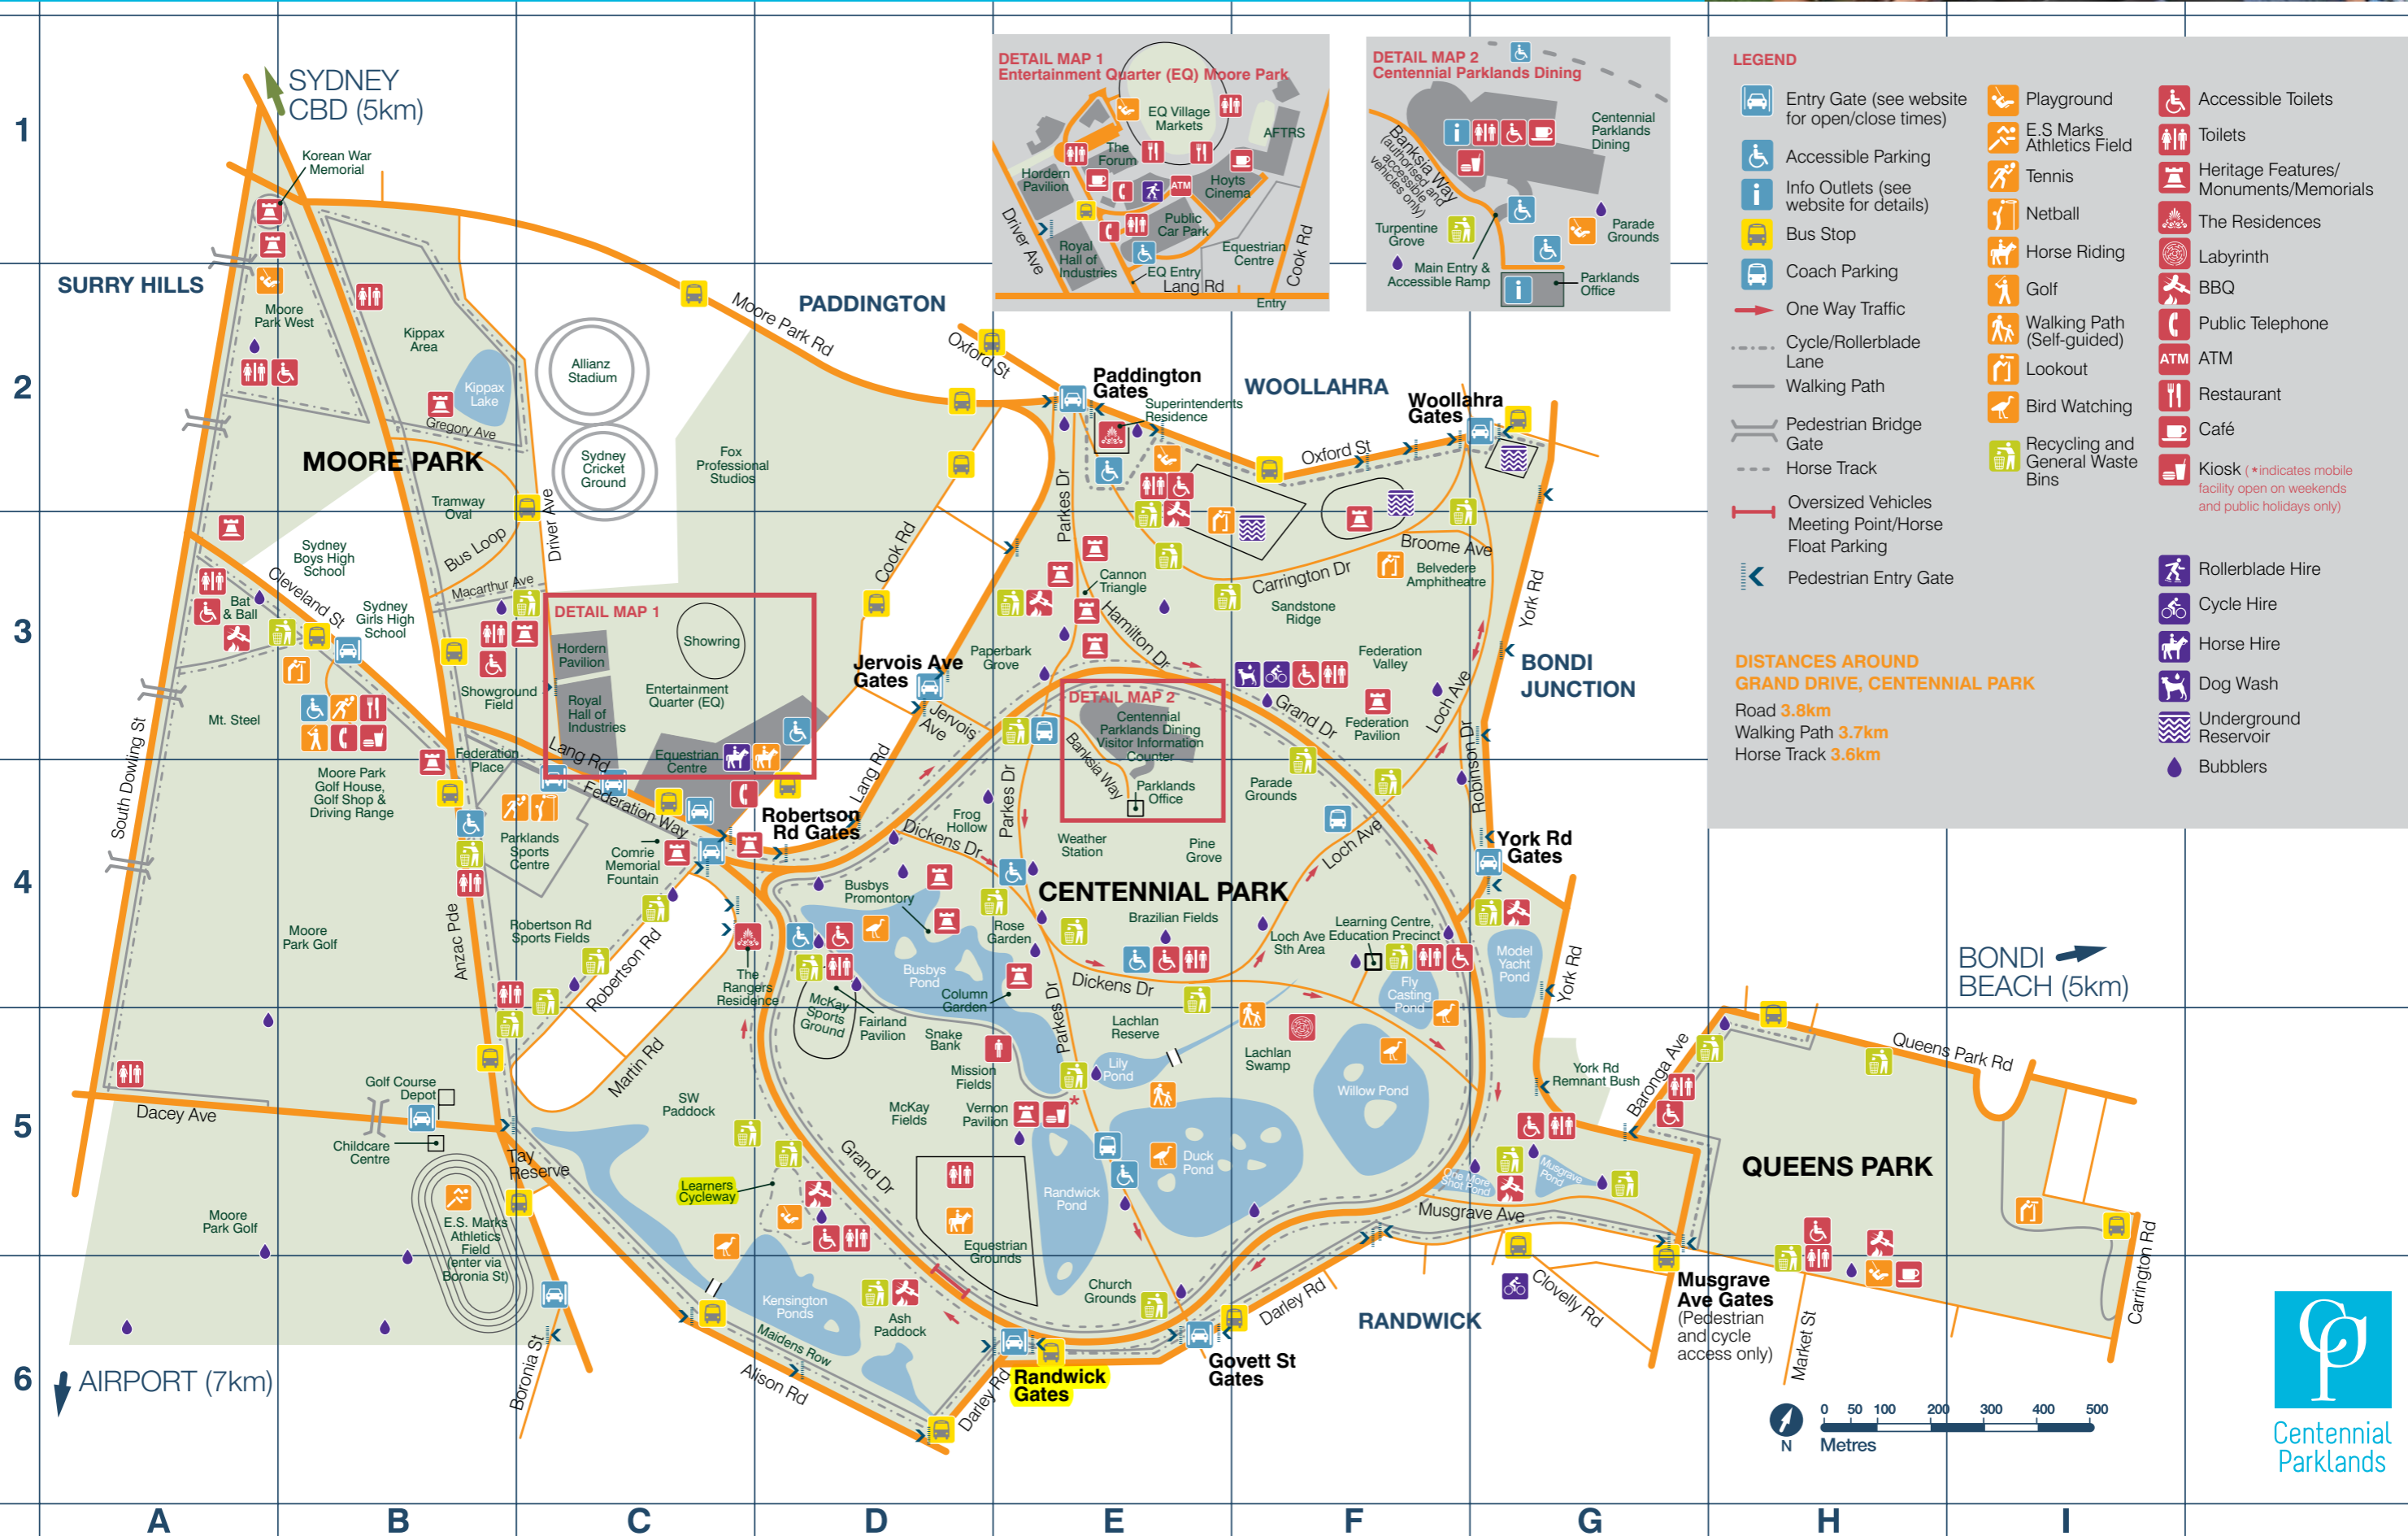 SYDNEY
CBD (5km)
Korean War
Memorial
SURRY HILLS
Moore
Park West
Kippax
Area
Kippax
Lake
Gregory Ave
MOORE PARK
Tramway
Oval
Bus Loop
Driver Ave
Macarthur Ave
Allianz
Stadium
Sydney
Cricket
Ground
PADDINGTON
Moore Park Rd
Oxford St
Fox
Professional
Studios
Cook Rd
DETAIL MAP 1
Entertainment Quarter (EQ) Moore Park
EQ Village
Markets
AFTRS
The
Forum
Hordern
Pavilion
ATM
Hoyts
Cinema
Public
Car Park
Driver Ave
Royal
Hall of
Industries
Equestrian
Centre
Cook Rd
EQ Entry
Lang Rd
Entry
DETAIL MAP 2
Centennial Parklands Dining
Centennial
Parklands
Dining
Banksia Way
(authorised and
accessible
vehicles only)
Turpentine
Grove
Parade
Grounds
Main Entry &
Accessible Ramp
Parklands
Office
LEGEND
Entry Gate (see website
for open/close times)
Accessible Parking
Info Outlets (see
website for details)
Bus Stop
Coach Parking
One Way Traffic
Cycle/Rollerblade
Lane
Walking Path
Pedestrian Bridge
Gate
Horse Track
Oversized Vehicles
Meeting Point/Horse
Float Parking
Pedestrian Entry Gate
Playground
E.S Marks
Athletics Field
Tennis
Netball
Horse Riding
Golf
Walking Path
(Self-guided)
Lookout
Bird Watching
Recycling and
General Waste
Bins
Accessible Toilets
Toilets
Heritage Features/
Monuments/Memorials
The Residences
Labyrinth
BBQ
Public Telephone
ATM
ATM
Restaurant
Café
Kiosk (*indicates mobile
facility open on weekends
and public holidays only)
Rollerblade Hire
Cycle Hire
Horse Hire
Dog Wash
Underground
Reservoir
Bubblers
DISTANCES AROUND
GRAND DRIVE, CENTENNIAL PARK
Road 3.8km
Walking Path 3.7km
Horse Track 3.6km
Paddington
Gates
Superintendents
Residence
WOOLLAHRA
Woollahra
Gates
Oxford St
Parkes Dr
Broome Ave
Carrington Dr
Belvedere
Amphitheatre
Sandstone
Ridge
York Rd
Cannon
Triangle
Hamilton Dr
Paperbark
Grove
Federation
Valley
Federation
Pavilion
BONDI
JUNCTION
Loch Ave
Robinson Dr
Grand Dr
Sydney
Boys High
School
Cleveland St
Sydney
Girls High
School
Bat
& Ball
Mt. Steel
South Dowling St
Showground
Field
DETAIL MAP 1
Hordern
Pavilion
Showring
Royal
Hall of
Industries
Entertainment
Quarter (EQ)
Equestrian
Centre
Jervois Ave
Gates
Jervois
Ave
Lang Rd
Lang Rd
DETAIL MAP 2
Centennial
Parklands Dining
Visitor Information
Counter
Banksia Way
Parklands
Office
Federation
Place
Moore Park
Golf House,
Golf Shop &
Driving Range
Federation Way
Parklands
Sports
Centre
Comrie
Memorial
Fountain
Robertson
Rd Gates
Frog
Hollow
Dickens Dr
Parkes Dr
Weather
Station
Pine
Grove
Parade
Grounds
Loch Ave
York Rd
Gates
CENTENNIAL PARK
Busbys
Promontory
Rose
Garden
Brazilian Fields
Learning Centre,
Education Precinct
Loch Ave
Sth Area
Model
Yacht
Pond
York Rd
Moore
Park Golf
Anzac Pde
Robertson Rd
Sports Fields
Robertson Rd
The
Rangers
Residence
Busbys
Pond
Column
Garden
Dickens Dr
Fly
Casting
Pond
BONDI
BEACH (5km)
McKay
Sports
Ground
Fairland
Pavilion
Snake
Bank
Parkes Dr
Lachlan
Reserve
Lachlan
Swamp
Mission
Fields
Lily
Pond
Willow Pond
York Rd
Remnant Bush
Baronga Ave
Queens Park Rd
Martin Rd
Golf Course
Depot
Dacey Ave
Childcare
Centre
SW
Paddock
McKay
Fields
Vernon
Pavilion
*
Duck
Pond
Randwick
Pond
One More
Shot Pond
Musgrave
Pond
QUEENS PARK
Tay
Reserve
Learners
Cycleway
Grand Dr
Moore
Park Golf
E.S. Marks
Athletics
Field
(enter via
Boronia St)
Equestrian
Grounds
Musgrave Ave
Carrington Rd
Kensington
Ponds
Church
Grounds
Darley Rd
RANDWICK
Clovelly Rd
Musgrave
Ave Gates
(Pedestrian
and cycle
access only)
Market St
Ash
Paddock
Maidens Row
Alison Rd
Boronia St
Darley Rd
Randwick
Gates
Govett St
Gates
AIRPORT (7km)
N
0 50 100 200 300 400 500
Metres
Centennial
Parklands
1
2
3
4
5
6
A B C D E F G H I